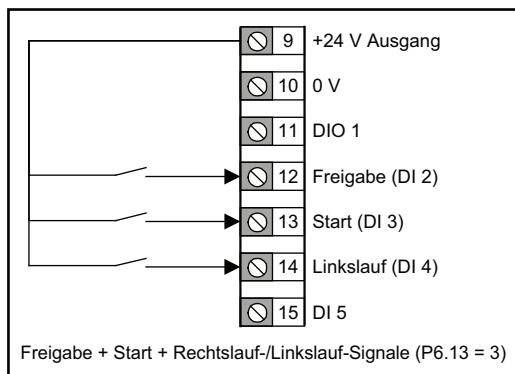 9 +24 V Ausgang
10 0 V
11 DIO 1
12 Freigabe (DI 2)
13 Start (DI 3)
14 Linkslauf (DI 4)
15 DI 5
Freigabe + Start + Rechtslauf-/Linkslauf-Signale (P6.13 = 3)